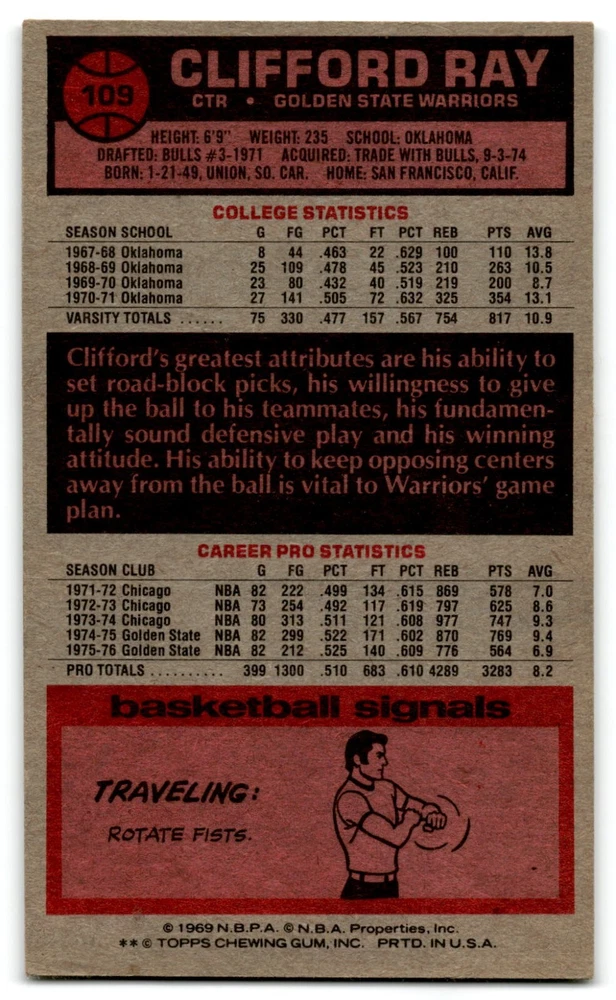 109
CLIFFORD RAY
CTR • GOLDEN STATE WARRIORS
HEIGHT: 6'9" WEIGHT: 235 SCHOOL: OKLAHOMA
DRAFTED: BULLS #3-1971 ACQUIRED: TRADE WITH BULLS, 9-3-74
BORN: 1-21-49, UNION, SO. CAR. HOME: SAN FRANCISCO, CALIF.
COLLEGE STATISTICS
SEASON SCHOOL G FG PCT FT PCT REB PTS AVG
1967-68 Oklahoma 8 44 .463 22 .629 100 110 13.8
1968-69 Oklahoma 25 109 .478 45 .523 210 263 10.5
1969-70 Oklahoma 23 80 .432 40 .519 219 200 8.7
1970-71 Oklahoma 27 141 .505 72 .632 325 354 13.1
VARSITY TOTALS ...... 75 330 .477 157 .567 754 817 10.9
Clifford's greatest attributes are his ability to
set road-block picks, his willingness to give
up the ball to his teammates, his fundamen-
tally sound defensive play and his winning
attitude. His ability to keep opposing centers
away from the ball is vital to Warriors' game
plan.
CAREER PRO STATISTICS
SEASON CLUB G FG PCT FT PCT REB PTS AVG
1971-72 Chicago NBA 82 222 .499 134 .615 869 578 7.0
1972-73 Chicago NBA 73 254 .492 117 .619 797 625 8.6
1973-74 Chicago NBA 80 313 .511 121 .608 977 747 9.3
1974-75 Golden State NBA 82 299 .522 171 .602 870 769 9.4
1975-76 Golden State NBA 82 212 .525 140 .609 776 564 6.9
PRO TOTALS .......... 399 1300 .510 683 .610 4289 3283 8.2
basketball signals
TRAVELING:
ROTATE FISTS.
© 1969 N.B.P.A. © N.B.A. Properties, Inc.
** © TOPPS CHEWING GUM, INC. PRTD. IN U.S.A.